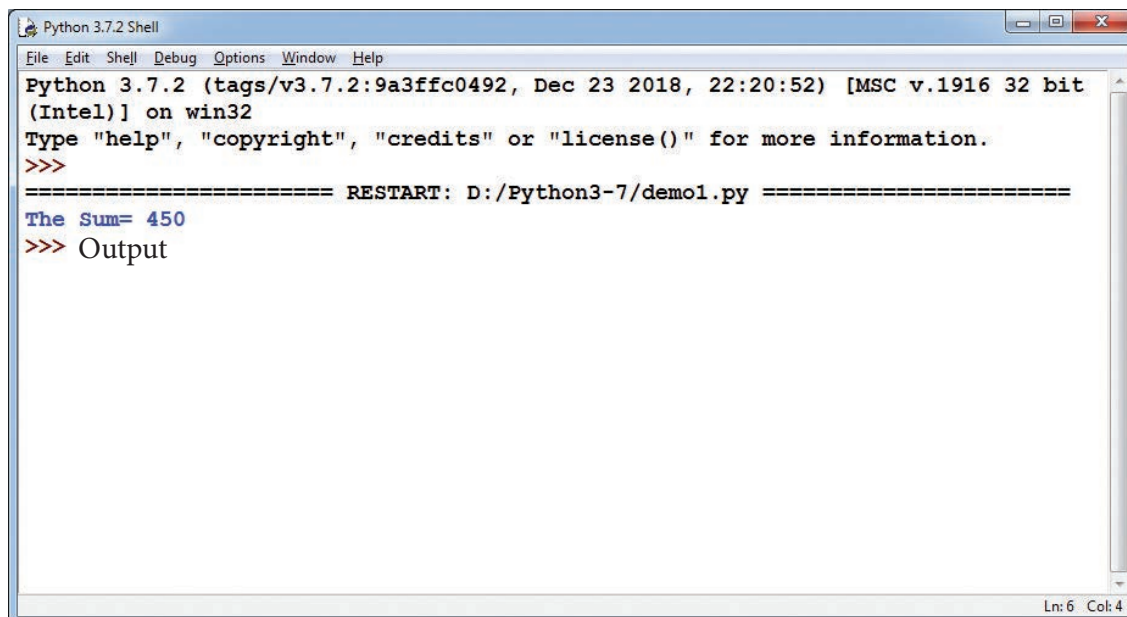 Python 3.7.2 Shell
File Edit Shell Debug Options Window Help
Python 3.7.2 (tags/v3.7.2:9a3ffc0492, Dec 23 2018, 22:20:52) [MSC v.1916 32 bit
(Intel)] on win32
Type "help", "copyright", "credits" or "license()" for more information.
>>>
======================= RESTART: D:/Python3-7/demo1.py =======================
The Sum= 450
>>> Output
Ln: 6 Col: 4